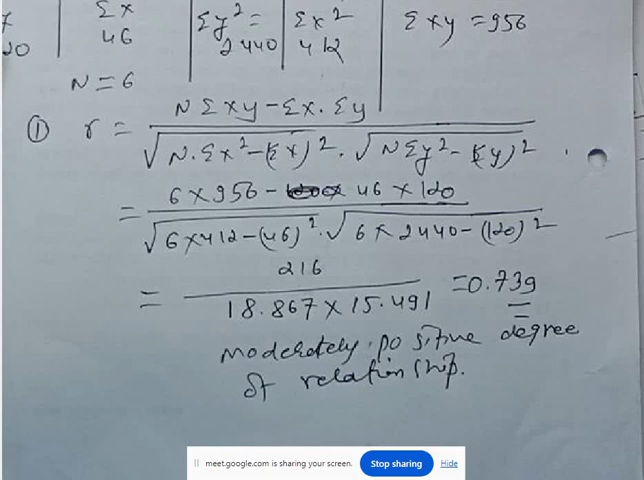 Σx Σy²= Σx² Σxy =956
20 46 2440 412
N=6
① r = NΣxy-Σx.Σy
√N.Σx²-(Σx)². √NΣy²-(Σy)²
= 6×956- 46×120
√6×412-(46)².√6×2440-(120)²
= 216
18.867×15.491 =0.739
Moderately positive degree
of relationship.
meet.google.com is sharing your screen. Stop sharing Hide